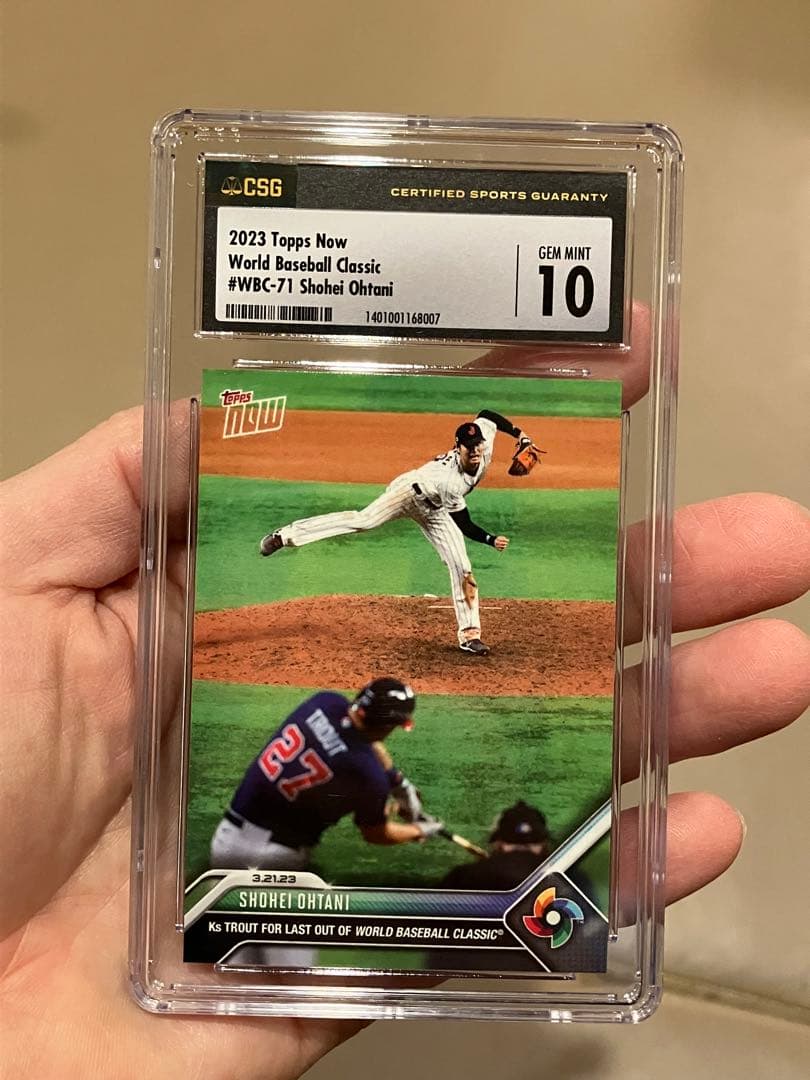 CSG
CERTIFIED SPORTS GUARANTY
2023 Topps Now
World Baseball Classic
#WBC-71 Shohei Ohtani
GEM MINT
10
1401001168007
topps
NOW
TROUT
27
3.21.23
SHOHEI OHTANI
Ks TROUT FOR LAST OUT OF WORLD BASEBALL CLASSIC®